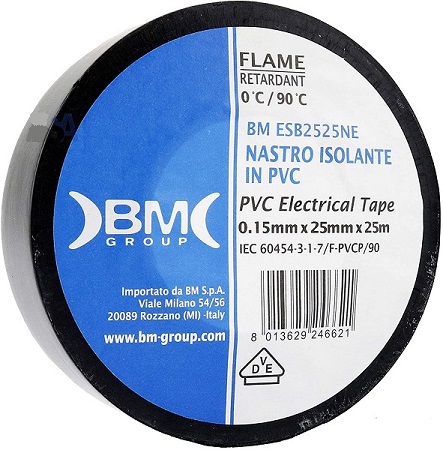 FLAME
RETARDANT
0°C / 90°C
BM ESB2525NE
NASTRO ISOLANTE
IN PVC
PVC Electrical Tape
0.15mm x 25mm x 25m
IEC 60454-3-1-7/F-PVCP/90
8 013629 246621
DVE
BM
GROUP
Importato da BM S.p.A.
Viale Milano 54/56
20089 Rozzano (MI) -Italy
www.bm-group.com